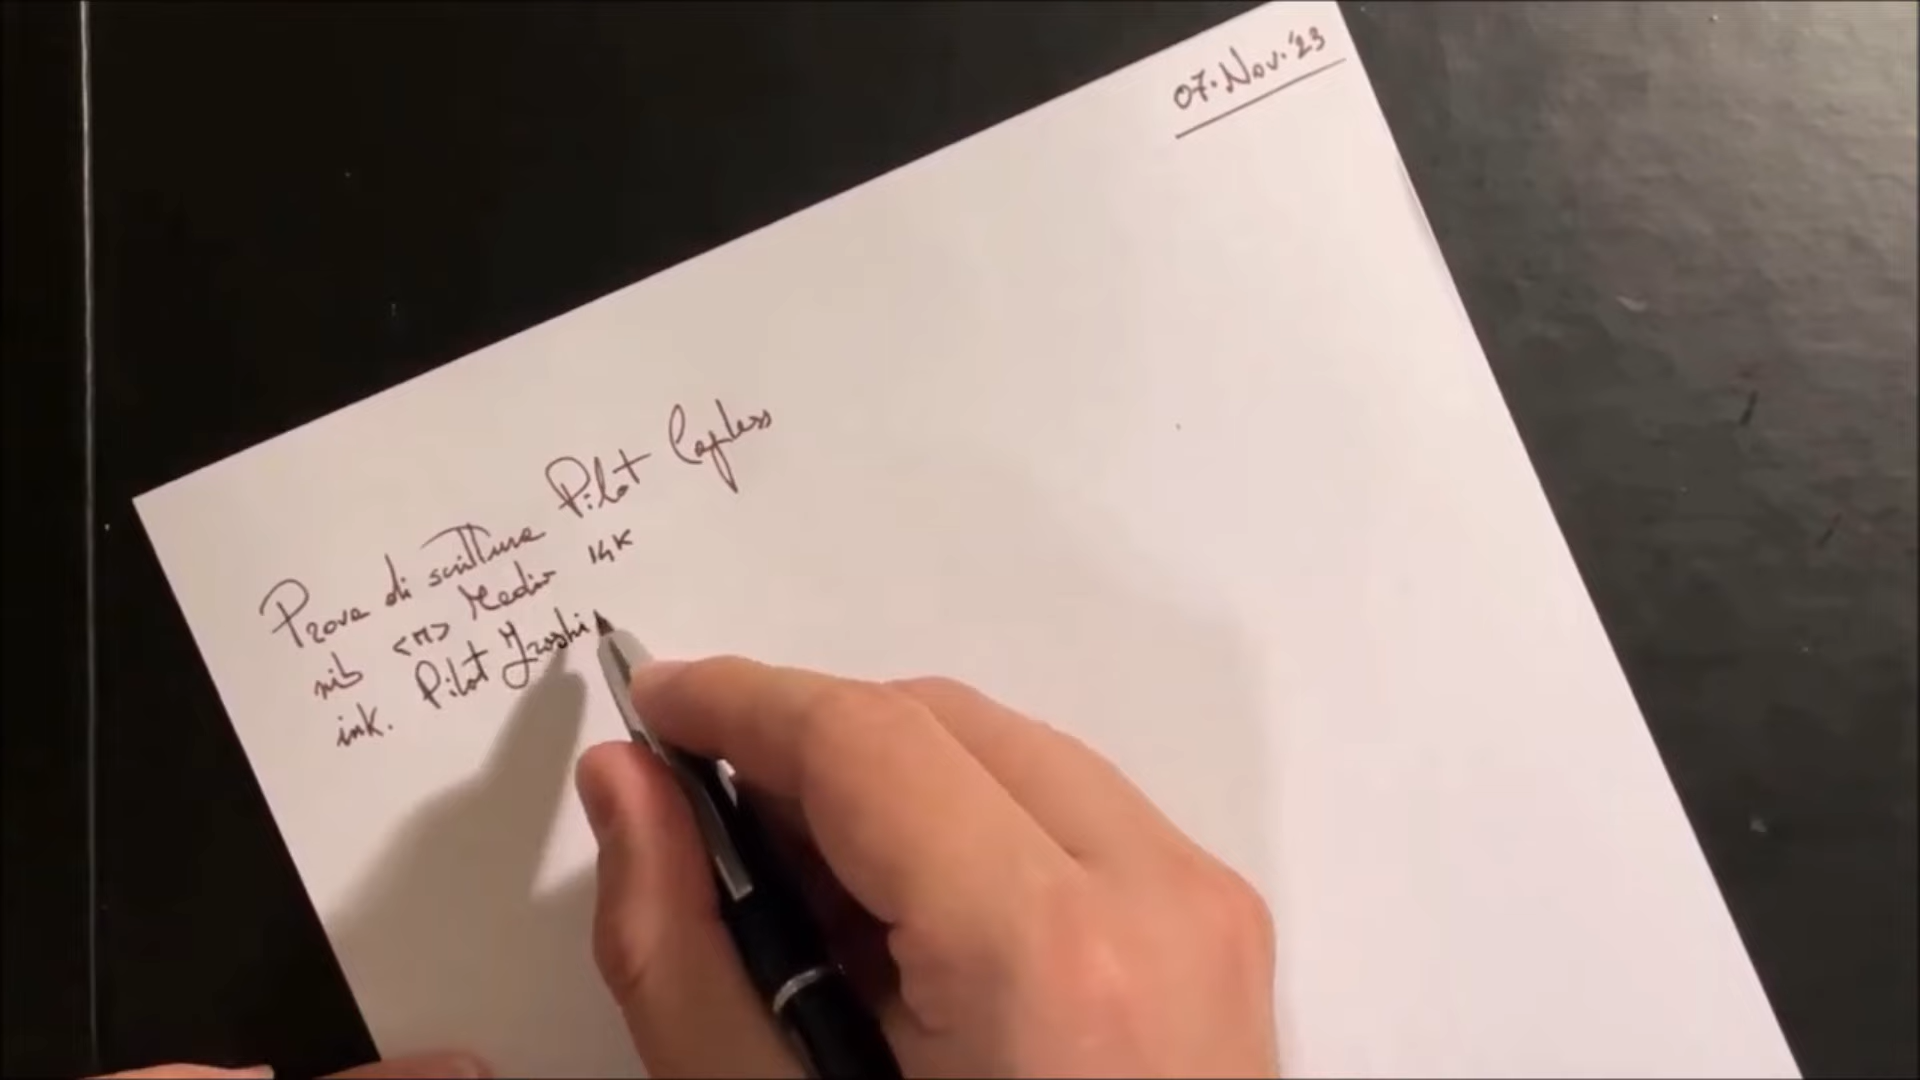 07. Nov. '23
Prova di scrittura Pilot Capless
nib <M> Medio 14K
ink. Pilot Iroshi